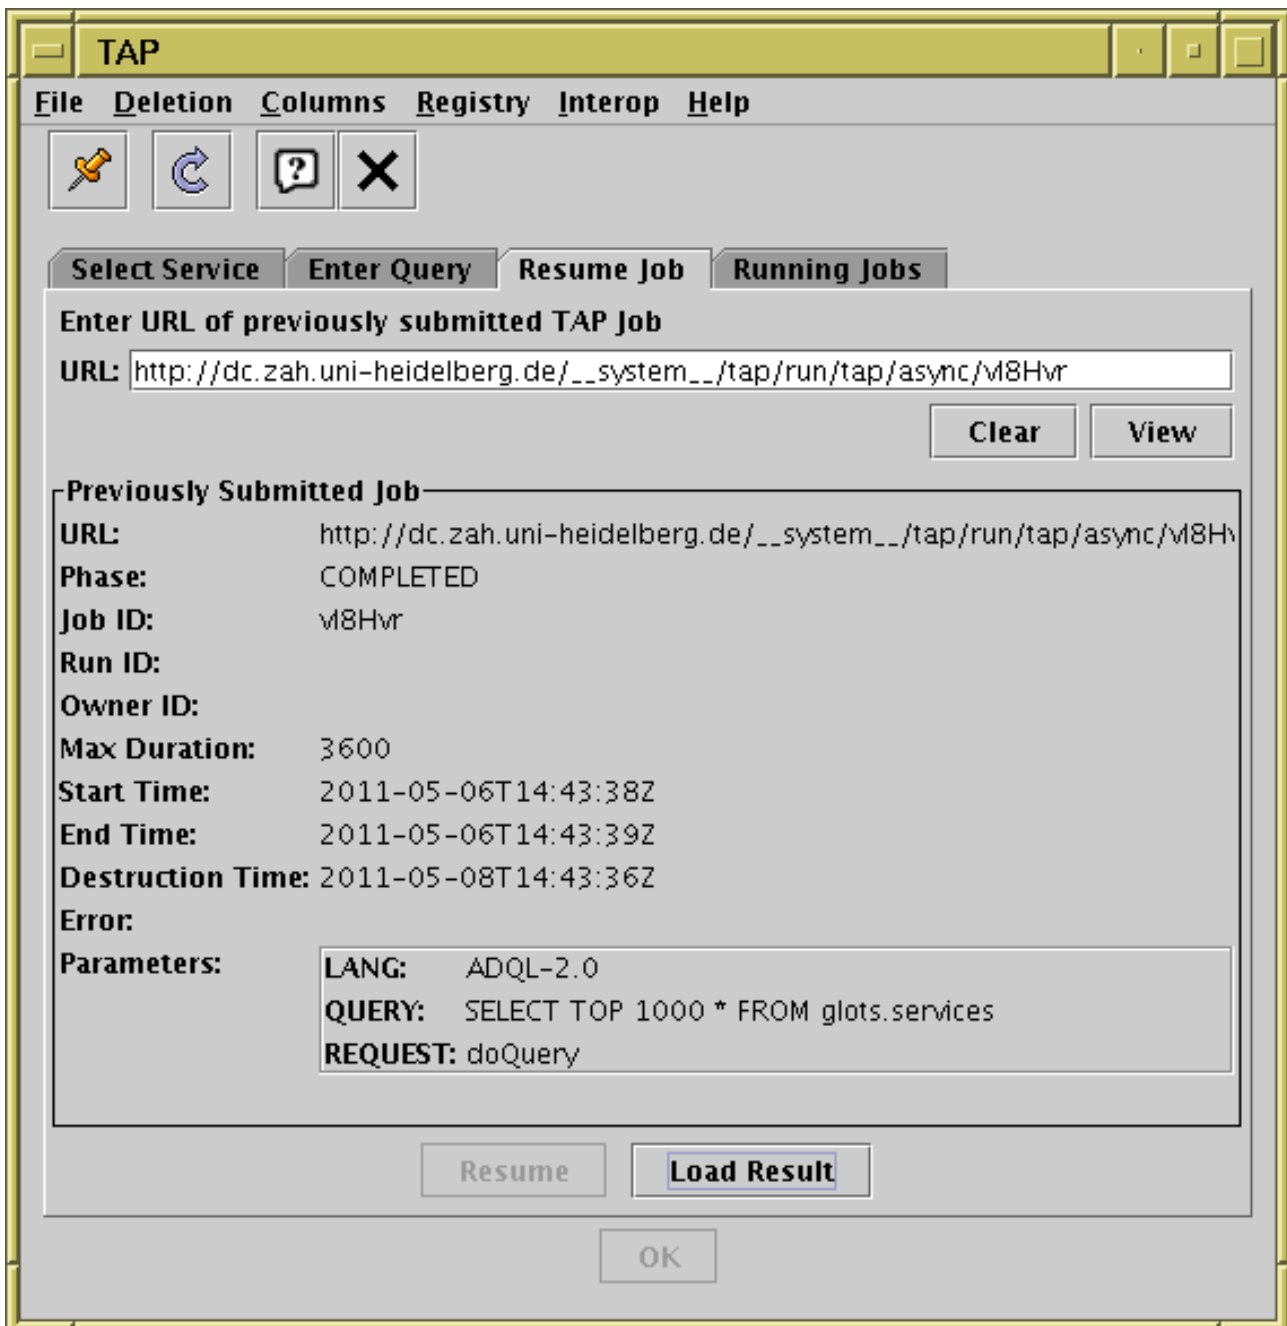 TAP
File Deletion Columns Registry Interop Help
Select Service Enter Query Resume Job Running Jobs
Enter URL of previously submitted TAP Job
URL: http://dc.zah.uni-heidelberg.de/__system__/tap/run/tap/async/vl8Hvr
Clear View
Previously Submitted Job
URL: http://dc.zah.uni-heidelberg.de/__system__/tap/run/tap/async/vl8Hv
Phase: COMPLETED
Job ID: vl8Hvr
Run ID:
Owner ID:
Max Duration: 3600
Start Time: 2011-05-06T14:43:38Z
End Time: 2011-05-06T14:43:39Z
Destruction Time: 2011-05-08T14:43:36Z
Error:
Parameters: LANG: ADQL-2.0
QUERY: SELECT TOP 1000 * FROM glots.services
REQUEST: doQuery
Resume Load Result
OK